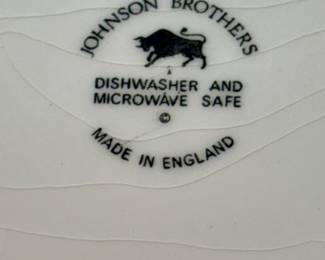 JOHNSON BROTHERS
DISHWASHER AND
MICROWAVE SAFE
©
MADE IN ENGLAND